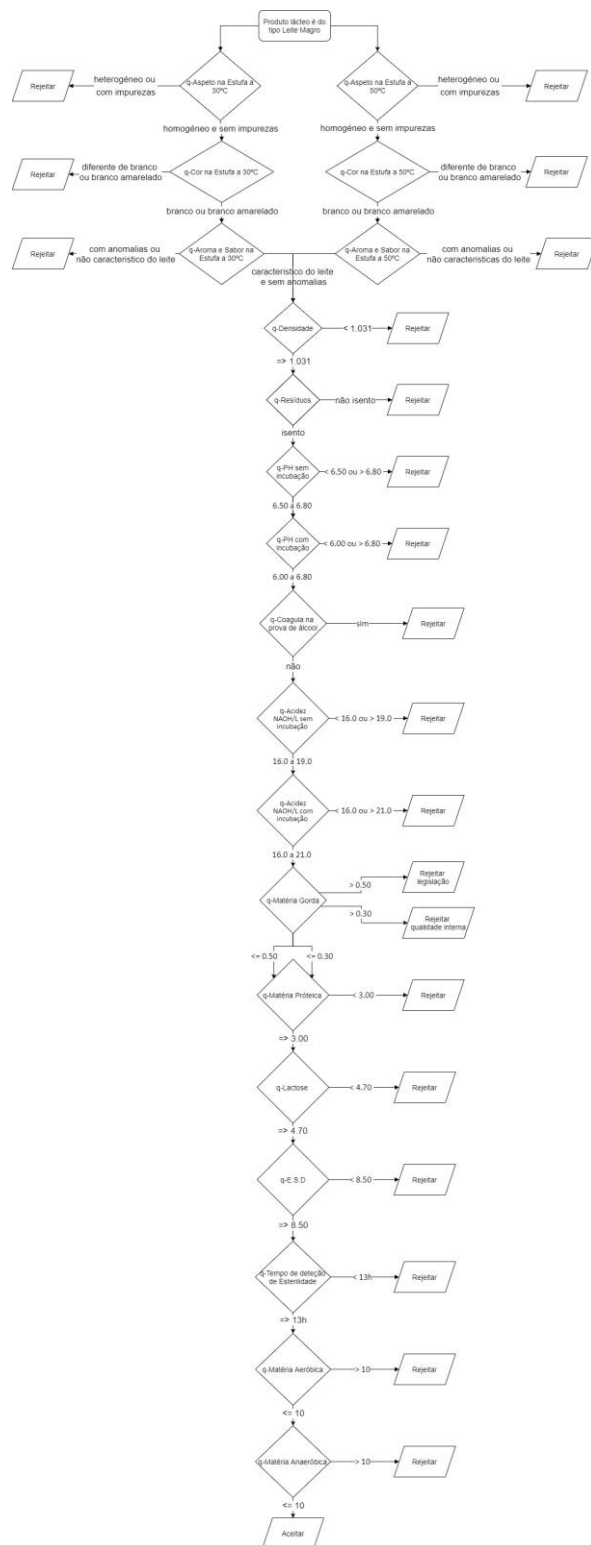 Produto lácteo é do
tipo Leite Magro
Rejeitar
heterogéneo ou
com impurezas
q-Aspeto na Estufa a
30ºC
q-Aspeto na Estufa a
50ºC
heterogéneo ou
com impurezas
Rejeitar
homogéneo e sem impurezas
homogéneo e sem impurezas
Rejeitar
diferente de branco
ou branco amarelado
q-Cor na Estufa a 30ºC
q-Cor na Estufa a 50ºC
diferente de branco
ou branco amarelado
Rejeitar
branco ou branco amarelado
branco ou branco amarelado
Rejeitar
com anomalias ou
não caracteristico do leite
q-Aroma e Sabor na
Estufa a 30ºC
q-Aroma e Sabor na
Estufa a 50ºC
com anomalias ou
não caracteristicas do leite
Rejeitar
caracteristico do leite
e sem anomalias
q-Densidade
< 1.031
Rejeitar
=> 1.031
q-Resíduos
não isento
Rejeitar
isento
q-PH sem
incubação
< 6.50 ou > 6.80
Rejeitar
6.50 a 6.80
q-PH com
incubação
< 6.00 ou > 6.80
Rejeitar
6.00 a 6.80
q-Coagula na
prova de álcool
sim
Rejeitar
não
q-Acidez
NAOH/L sem
incubação
< 16.0 ou > 19.0
Rejeitar
16.0 a 19.0
q-Acidez
NAOH/L com
incubação
< 16.0 ou > 21.0
Rejeitar
16.0 a 21.0
q-Matéria Gorda
> 0.50
Rejeitar
legislação
> 0.30
Rejeitar
qualidade interna
<= 0.50
<= 0.30
q-Matéria Próteica
< 3.00
Rejeitar
=> 3.00
q-Lactose
< 4.70
Rejeitar
=> 4.70
q-E.S.D
< 8.50
Rejeitar
=> 8.50
q-Tempo de deteção
de Esterilidade
< 13h
Rejeitar
=> 13h
q-Matéria Aeróbica
> 10
Rejeitar
<= 10
q-Matéria Anaeróbica
> 10
Rejeitar
<= 10
Aceitar